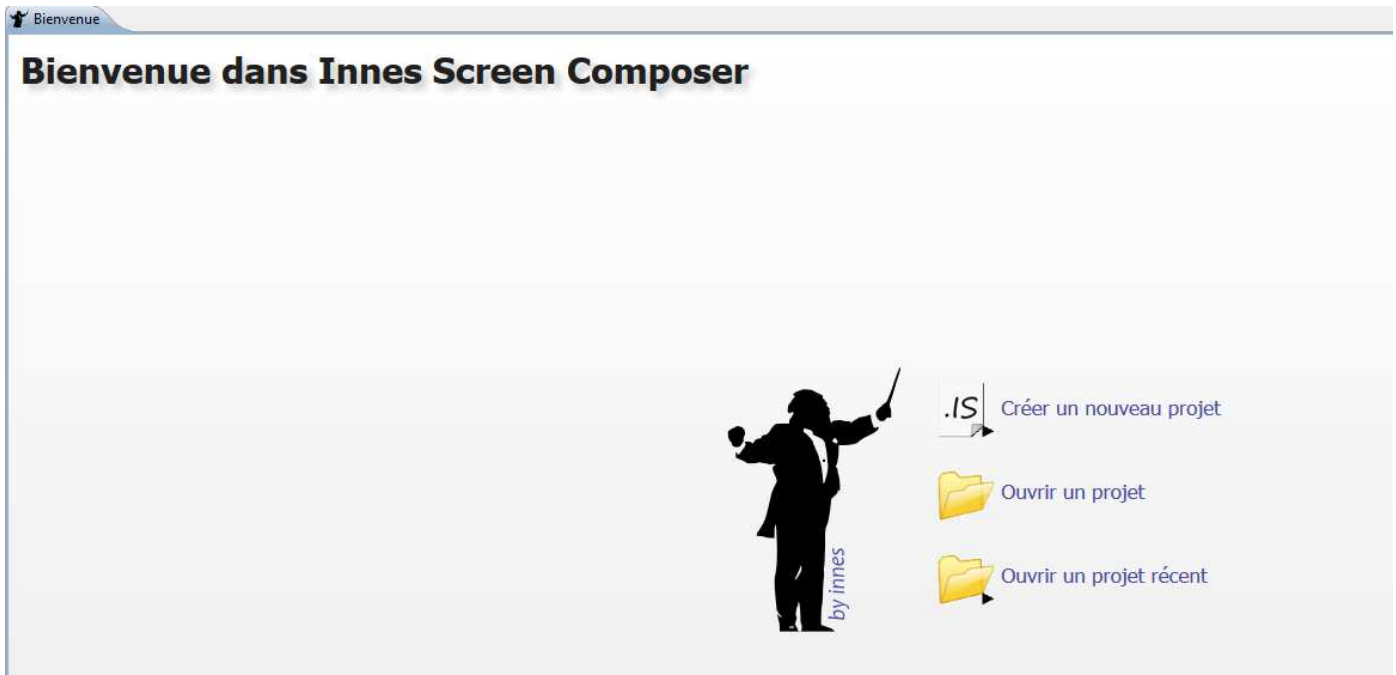 Bienvenue
Bienvenue dans Innes Screen Composer
.IS
Créer un nouveau projet
Ouvrir un projet
by innes
Ouvrir un projet récent